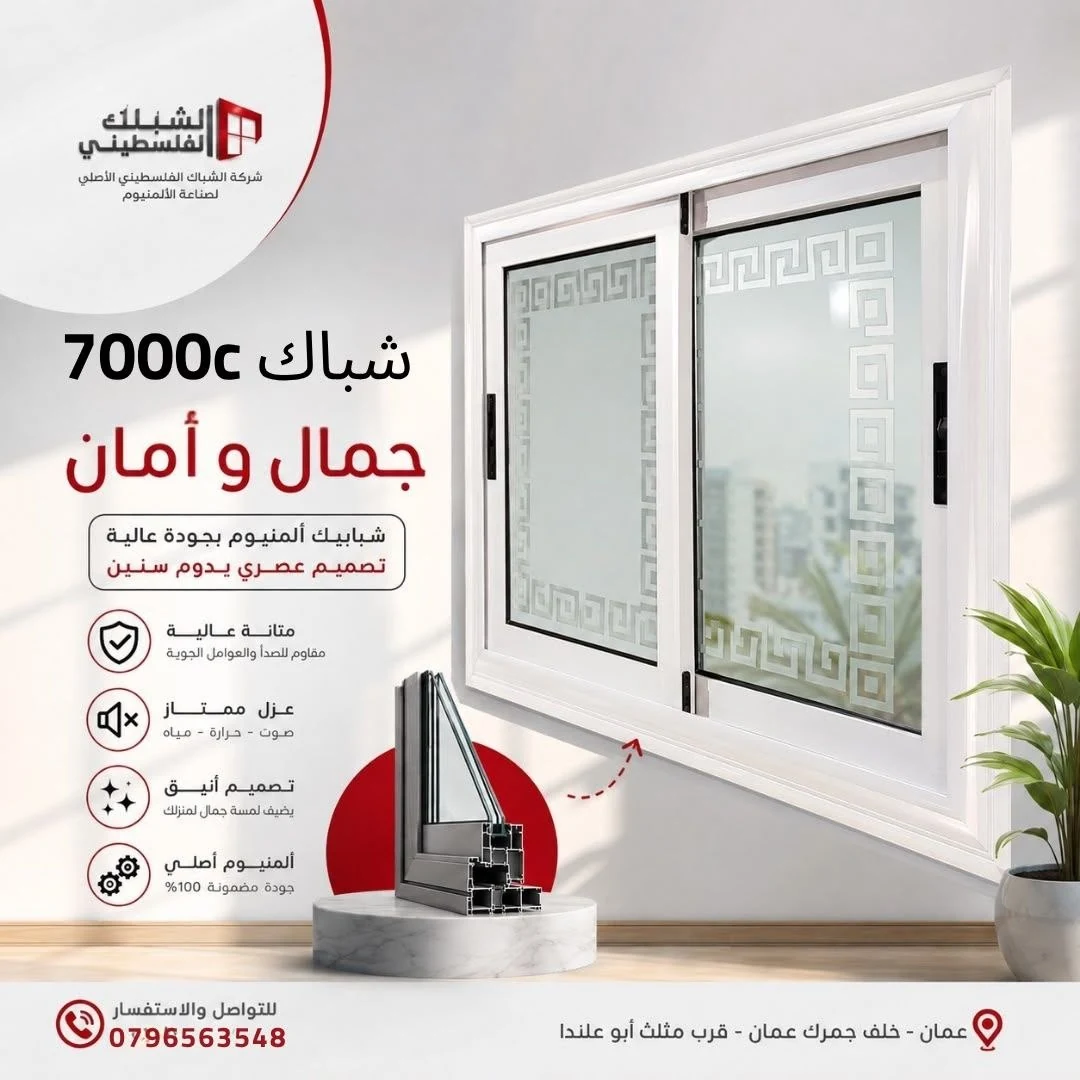 الشباك
الفلسطيني
شركة الشباك الفلسطيني الأصلي
لصناعة الألمنيوم
شباك 7000c
جمال و أمان
شبابيك ألمنيوم بجودة عالية
تصميم عصري يدوم سنين
متانة عالية
مقاوم للصدأ والعوامل الجوية
عزل ممتاز
صوت - حرارة - مياه
تصميم أنيق
يضيف لمسة جمال لمنزلك
ألمنيوم أصلي
جودة مضمونة 100%
للتواصل والاستفسار
0796563548
عمان - خلف جمرك عمان - قرب مثلث أبو علندا